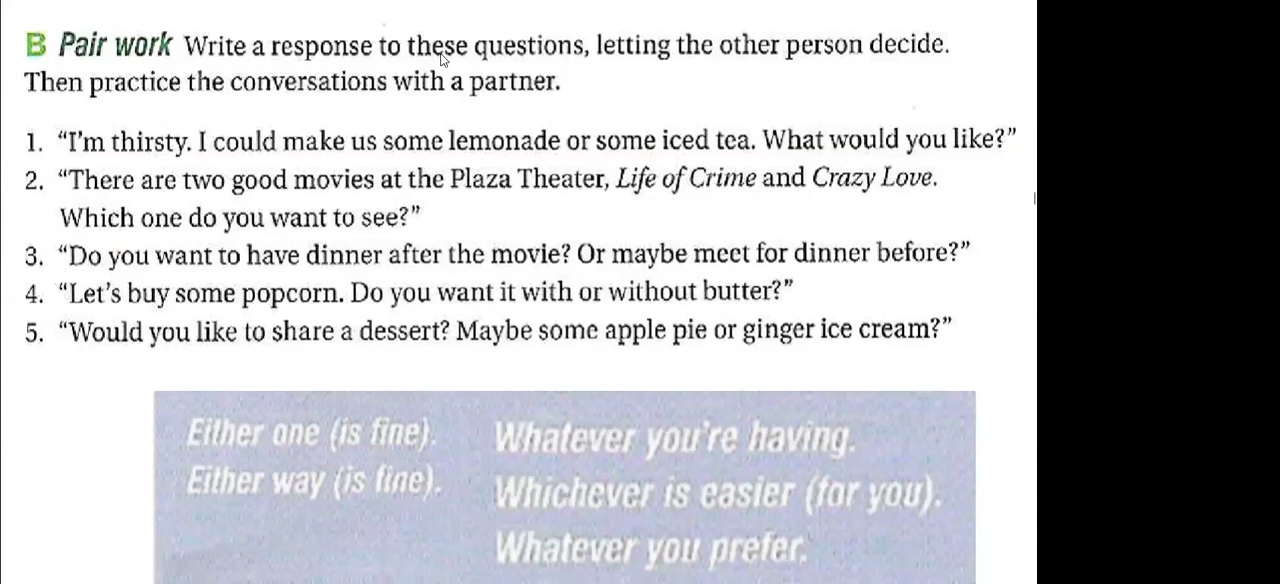 B Pair work Write a response to these questions, letting the other person decide.
Then practice the conversations with a partner.
1. “I’m thirsty. I could make us some lemonade or some iced tea. What would you like?”
2. “There are two good movies at the Plaza Theater, Life of Crime and Crazy Love.
Which one do you want to see?”
3. “Do you want to have dinner after the movie? Or maybe meet for dinner before?”
4. “Let’s buy some popcorn. Do you want it with or without butter?”
5. “Would you like to share a dessert? Maybe some apple pie or ginger ice cream?”
Either one (is fine).
Either way (is fine).
Whatever you’re having.
Whichever is easier (for you).
Whatever you prefer.